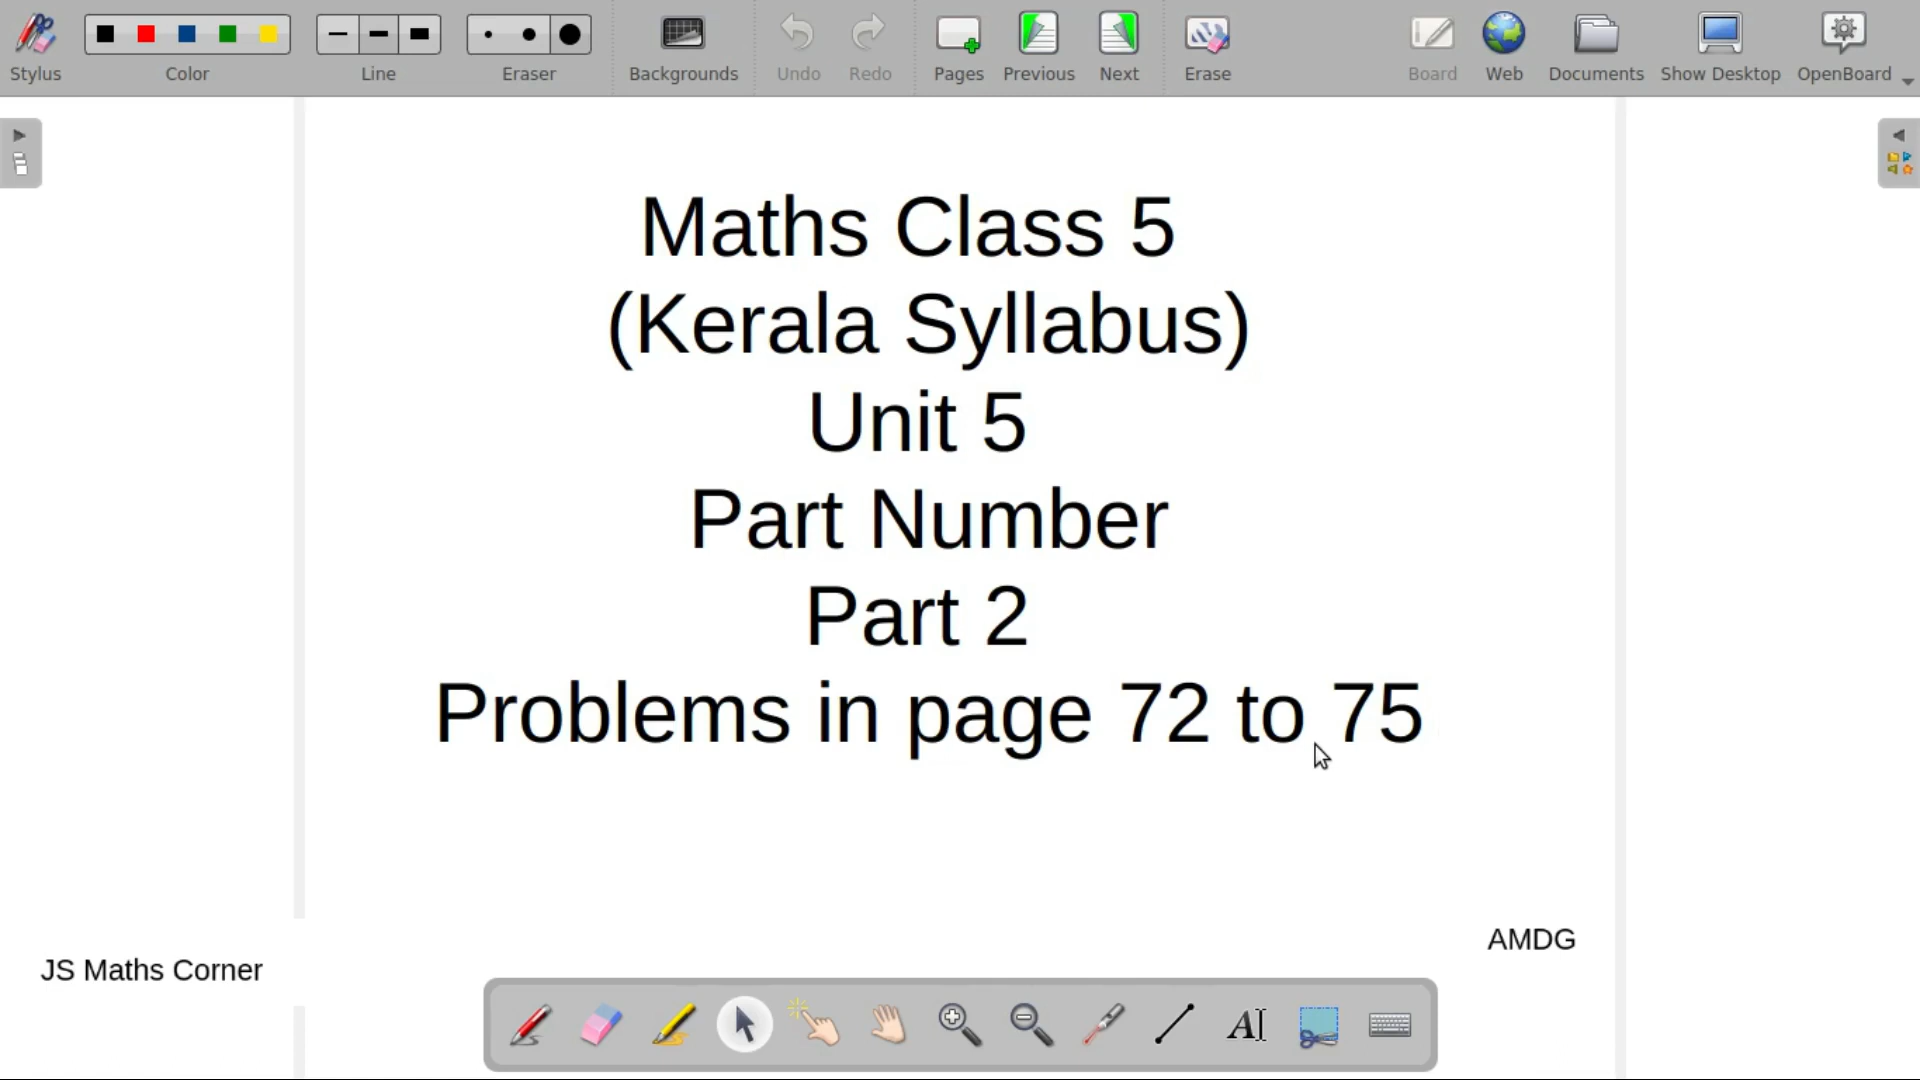 Stylus
Color
Line
Eraser
Backgrounds
Undo
Redo
Pages
Previous
Next
Erase
Board
Web
Documents
Show Desktop
OpenBoard
Maths Class 5
(Kerala Syllabus)
Unit 5
Part Number
Part 2
Problems in page 72 to 75
AMDG
JS Maths Corner
AI